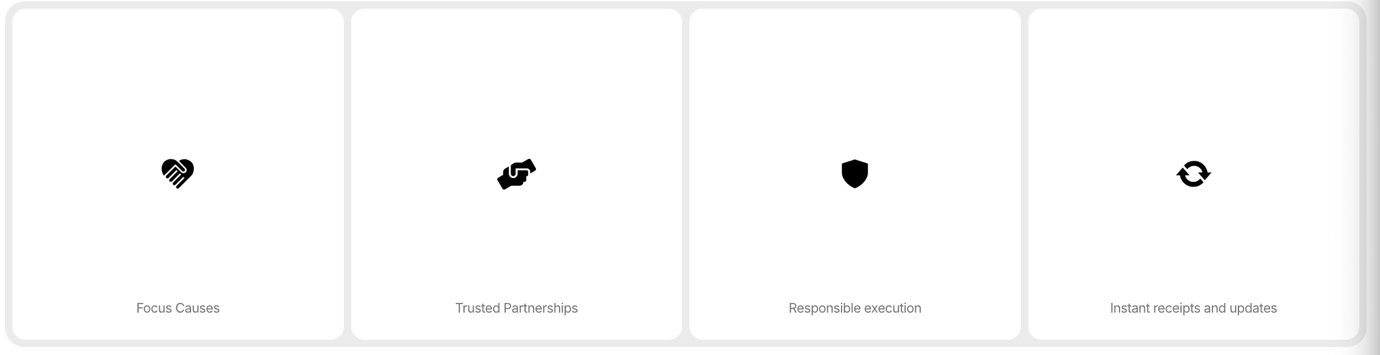 Focus Causes
Trusted Partnerships
Responsible execution
Instant receipts and updates